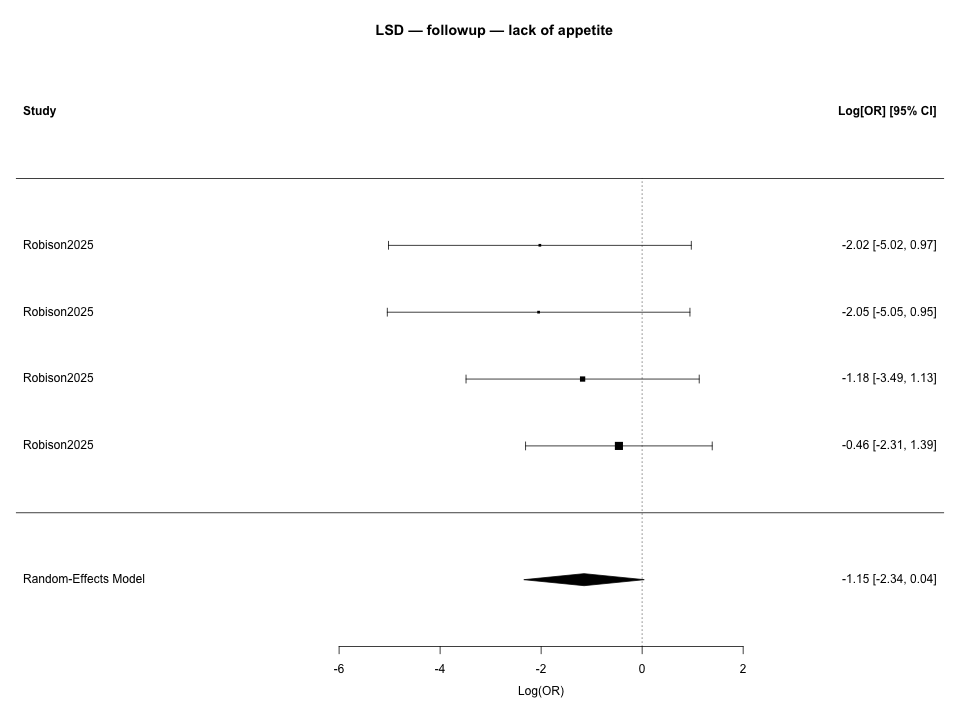 LSD — followup — lack of appetite
Study Log[OR] [95% CI]
Robison2025 -2.02 [-5.02, 0.97]
Robison2025 -2.05 [-5.05, 0.95]
Robison2025 -1.18 [-3.49, 1.13]
Robison2025 -0.46 [-2.31, 1.39]
Random-Effects Model -1.15 [-2.34, 0.04]
-6 -4 -2 0 2
Log(OR)